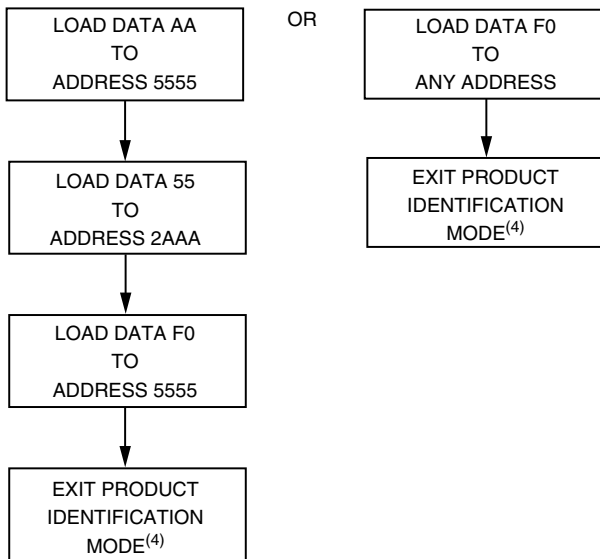 LOAD DATA AA
TO
ADDRESS 5555
LOAD DATA 55
TO
ADDRESS 2AAA
LOAD DATA F0
TO
ADDRESS 5555
EXIT PRODUCT
IDENTIFICATION
MODE(4)
OR
LOAD DATA F0
TO
ANY ADDRESS
EXIT PRODUCT
IDENTIFICATION
MODE(4)